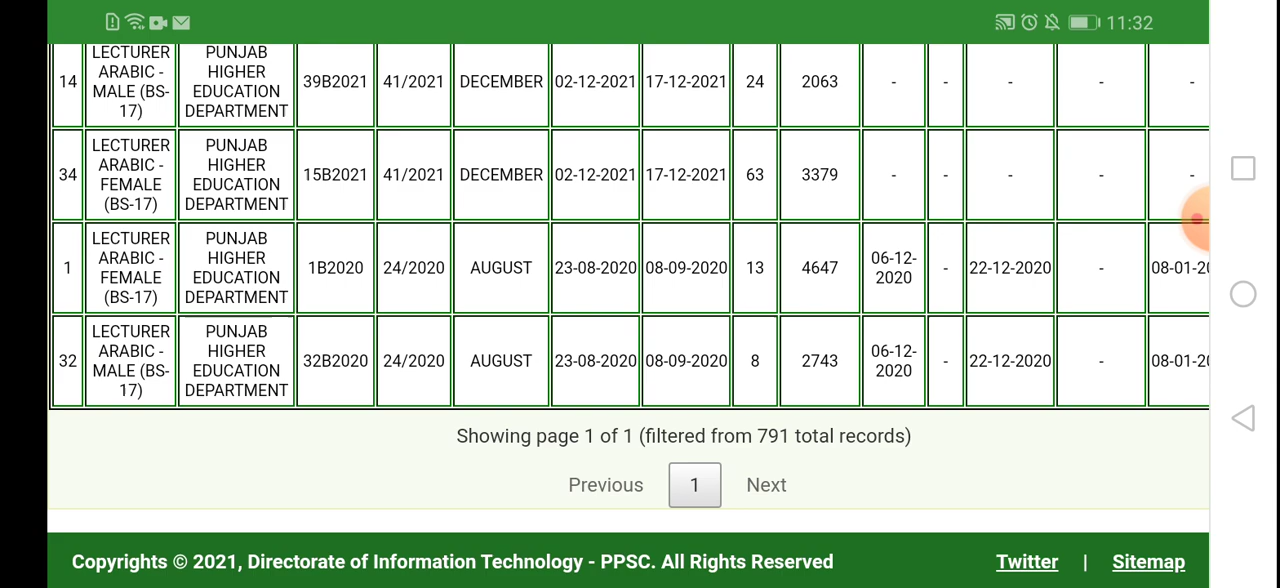 11:32
14 LECTURER ARABIC - MALE (BS-17) PUNJAB HIGHER EDUCATION DEPARTMENT 39B2021 41/2021 DECEMBER 02-12-2021 17-12-2021 24 2063 - - - - -
34 LECTURER ARABIC - FEMALE (BS-17) PUNJAB HIGHER EDUCATION DEPARTMENT 15B2021 41/2021 DECEMBER 02-12-2021 17-12-2021 63 3379 - - - - -
1 LECTURER ARABIC - FEMALE (BS-17) PUNJAB HIGHER EDUCATION DEPARTMENT 1B2020 24/2020 AUGUST 23-08-2020 08-09-2020 13 4647 06-12-2020 - 22-12-2020 - 08-01-20
32 LECTURER ARABIC - MALE (BS-17) PUNJAB HIGHER EDUCATION DEPARTMENT 32B2020 24/2020 AUGUST 23-08-2020 08-09-2020 8 2743 06-12-2020 - 22-12-2020 - 08-01-20
Showing page 1 of 1 (filtered from 791 total records)
Previous 1 Next
Copyrights © 2021, Directorate of Information Technology - PPSC. All Rights Reserved Twitter | Sitemap